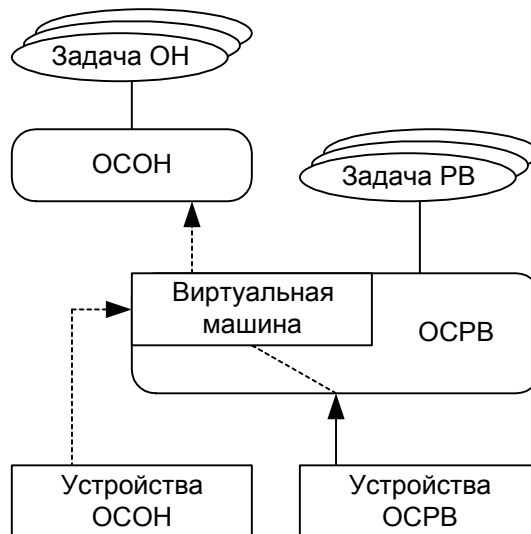 Задача ОН
ОСОН
Задача РВ
Виртуальная
машина
ОСРВ
Устройства
ОСОН
Устройства
ОСРВ